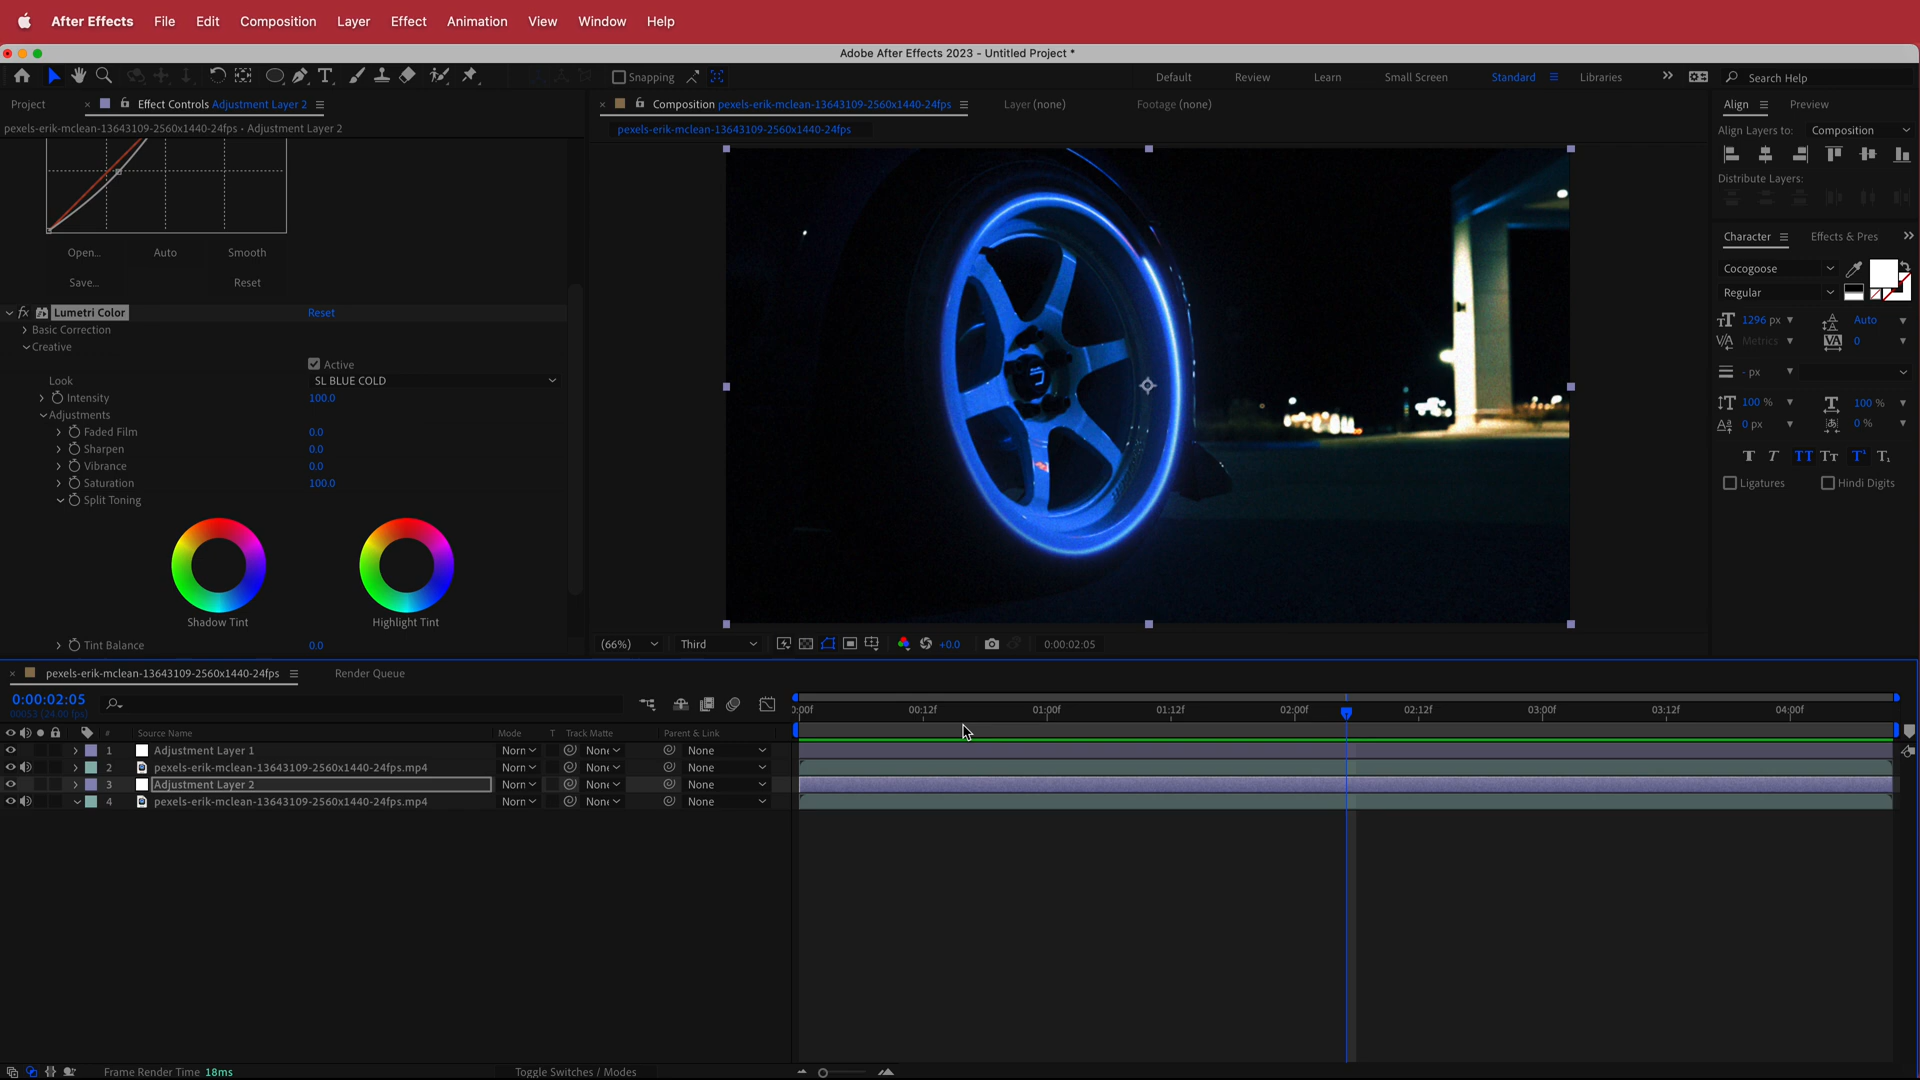 After Effects File Edit Composition Layer Effect Animation View Window Help
Adobe After Effects 2023 - Untitled Project *
Snapping Default Review Learn Small Screen Standard Libraries Search Help
Project Effect Controls Adjustment Layer 2
pexels-erik-mclean-13643109-2560x1440-24fps • Adjustment Layer 2
Open... Auto Smooth
Save... Reset
fx Lumetri Color Reset
Basic Correction
Creative
Active
Look SL BLUE COLD
Intensity 100.0
Adjustments
Faded Film 0.0
Sharpen 0.0
Vibrance 0.0
Saturation 100.0
Split Toning
Shadow Tint Highlight Tint
Tint Balance 0.0
Composition pexels-erik-mclean-13643109-2560x1440-24fps Layer (none) Footage (none)
pexels-erik-mclean-13643109-2560x1440-24fps
(66%) Third +0.0 0:00:02:05
Align Preview
Align Layers to: Composition
Distribute Layers:
Character Effects & Pres
Cocogoose
Regular
1296 px Auto
Metrics 0
- px
100 % 100 %
0 px 0 %
Ligatures Hindi Digits
pexels-erik-mclean-13643109-2560x1440-24fps Render Queue
0:00:02:05
00053 (24.00 fps)
:00f 00:12f 01:00f 01:12f 02:00f 02:12f 03:00f 03:12f 04:00f
# Source Name Mode T Track Matte Parent & Link
1 Adjustment Layer 1 Norn None None
2 pexels-erik-mclean-13643109-2560x1440-24fps.mp4 Norn None None
3 Adjustment Layer 2 Norn None None
4 pexels-erik-mclean-13643109-2560x1440-24fps.mp4 Norn None None
Frame Render Time 18ms Toggle Switches / Modes